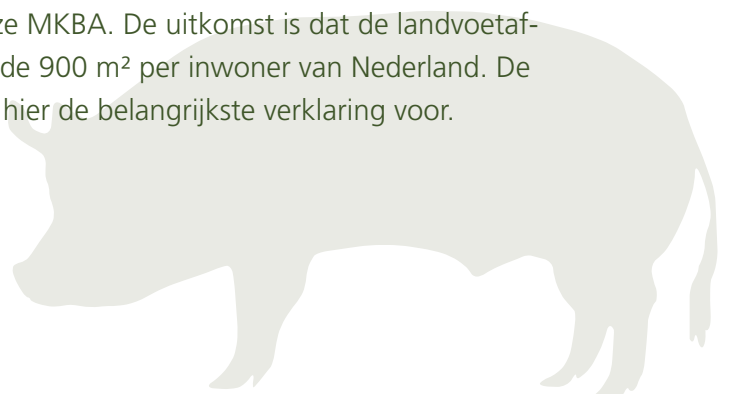 ze MKBA. De uitkomst is dat de landvoetaf-
de 900 m² per inwoner van Nederland. De
hier de belangrijkste verklaring voor.